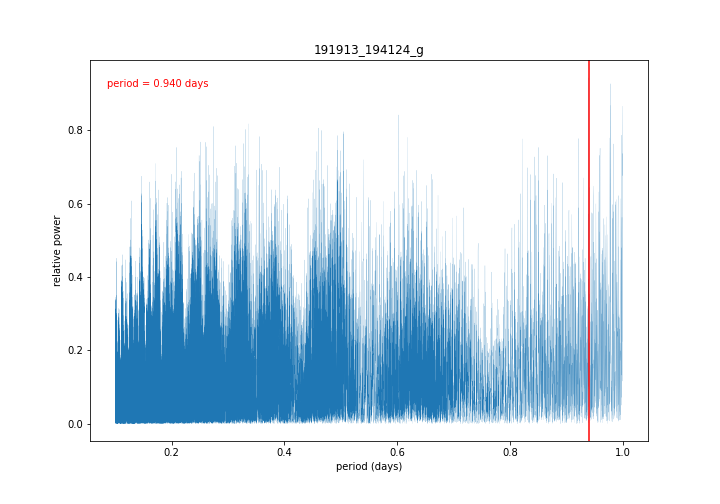 191913_194124_g
period = 0.940 days
relative power
0.8
0.6
0.4
0.2
0.0
0.2 0.4 0.6 0.8 1.0
period (days)